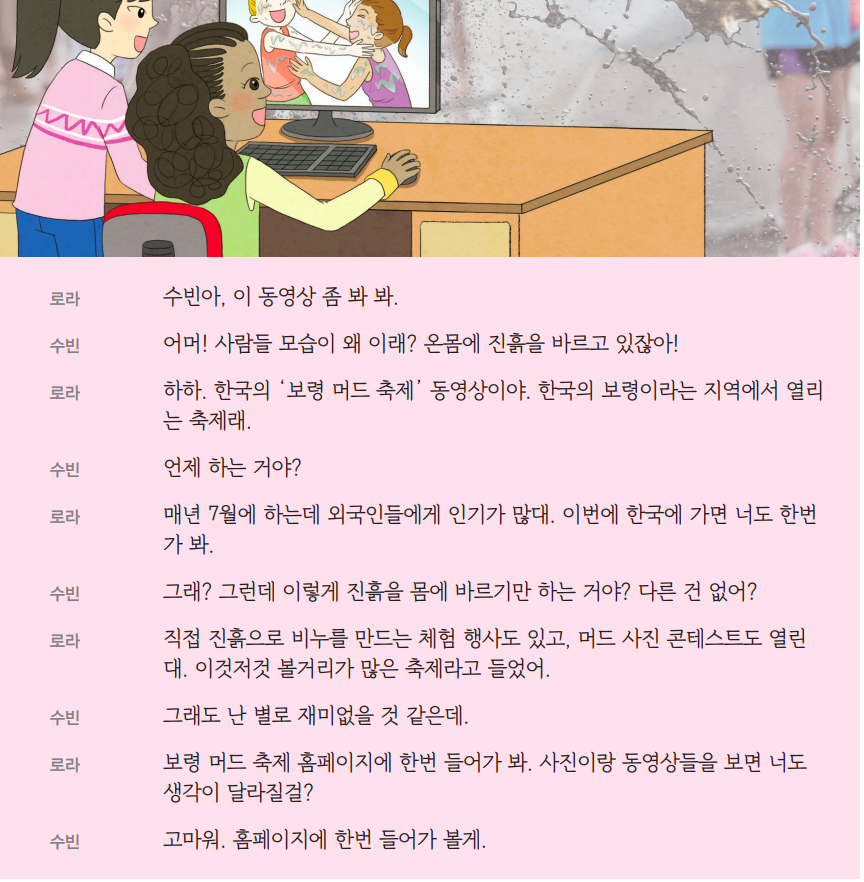 로라 수빈아, 이 동영상 좀 봐 봐.
수빈 어머! 사람들 모습이 왜 이래? 온몸에 진흙을 바르고 있잖아!
로라 하하. 한국의 ‘보령 머드 축제’ 동영상이야. 한국의 보령이라는 지역에서 열리
는 축제래.
수빈 언제 하는 거야?
로라 매년 7월에 하는데 외국인들에게 인기가 많대. 이번에 한국에 가면 너도 한번
가 봐.
수빈 그래? 그런데 이렇게 진흙을 몸에 바르기만 하는 거야? 다른 건 없어?
로라 직접 진흙으로 비누를 만드는 체험 행사도 있고, 머드 사진 콘테스트도 열린
대. 이것저것 볼거리가 많은 축제라고 들었어.
수빈 그래도 난 별로 재미없을 것 같은데.
로라 보령 머드 축제 홈페이지에 한번 들어가 봐. 사진이랑 동영상들을 보면 너도
생각이 달라질걸?
수빈 고마워. 홈페이지에 한번 들어가 볼게.